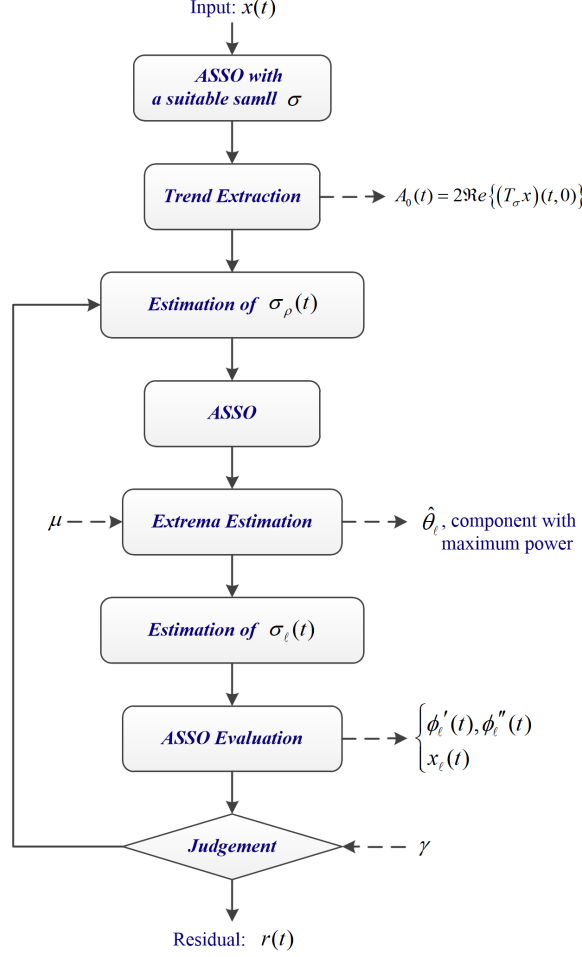 Input: x(t)
ASSO with
a suitable samll σ
Trend Extraction
A₀(t) = 2ℜe{(T_σ x)(t,0)}
Estimation of σ_ρ(t)
ASSO
μ
Extrema Estimation
θ̂_ℓ, component with
maximum power
Estimation of σ_ℓ(t)
ASSO Evaluation
ϕ_ℓ′(t), ϕ_ℓ″(t)
x_ℓ(t)
Judgement
γ
Residual: r(t)